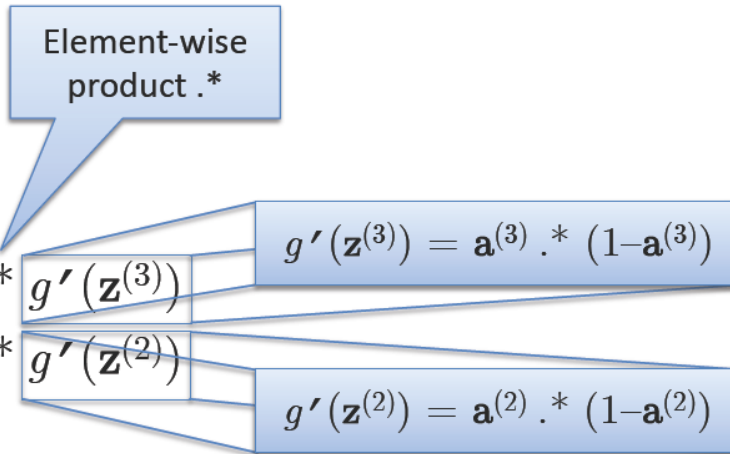 Element-wise
product .*
g′(𝐳⁽³⁾) = 𝐚⁽³⁾ .* (1–𝐚⁽³⁾)
* g′(𝐳⁽³⁾)
* g′(𝐳⁽²⁾)
g′(𝐳⁽²⁾) = 𝐚⁽²⁾ .* (1–𝐚⁽²⁾)